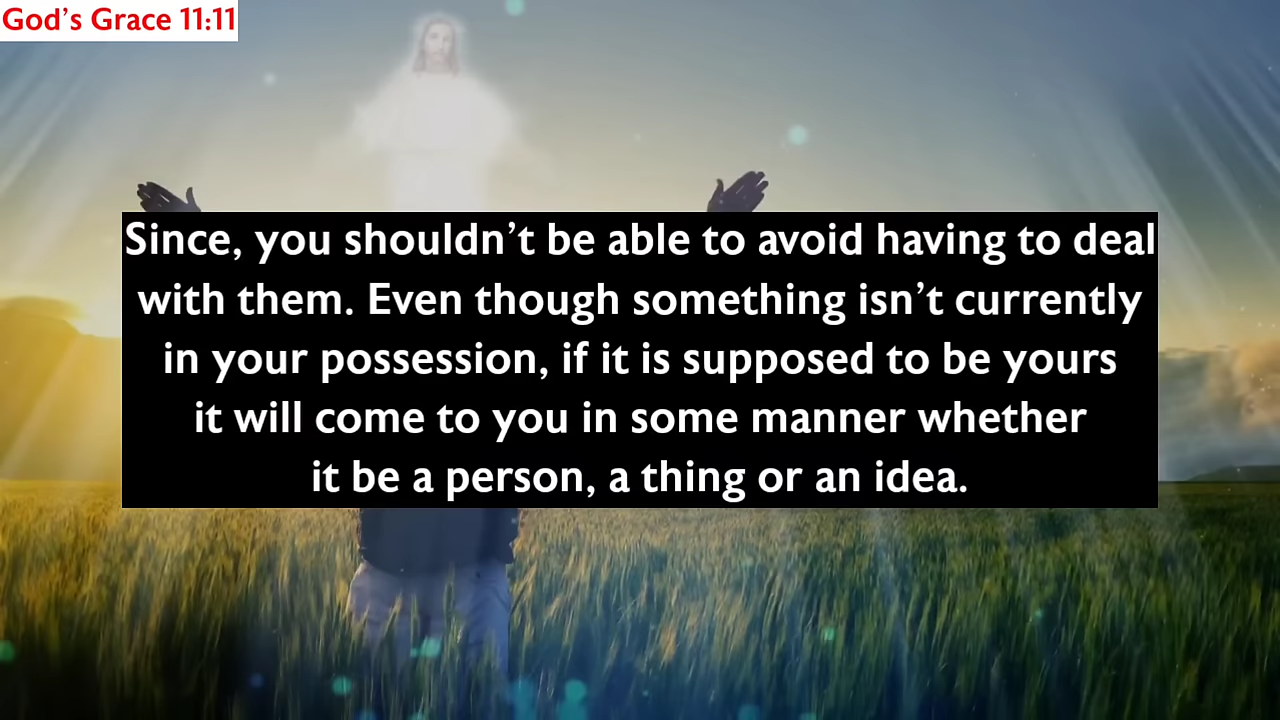 God’s Grace 11:11
Since, you shouldn’t be able to avoid having to deal
with them. Even though something isn’t currently
in your possession, if it is supposed to be yours
it will come to you in some manner whether
it be a person, a thing or an idea.